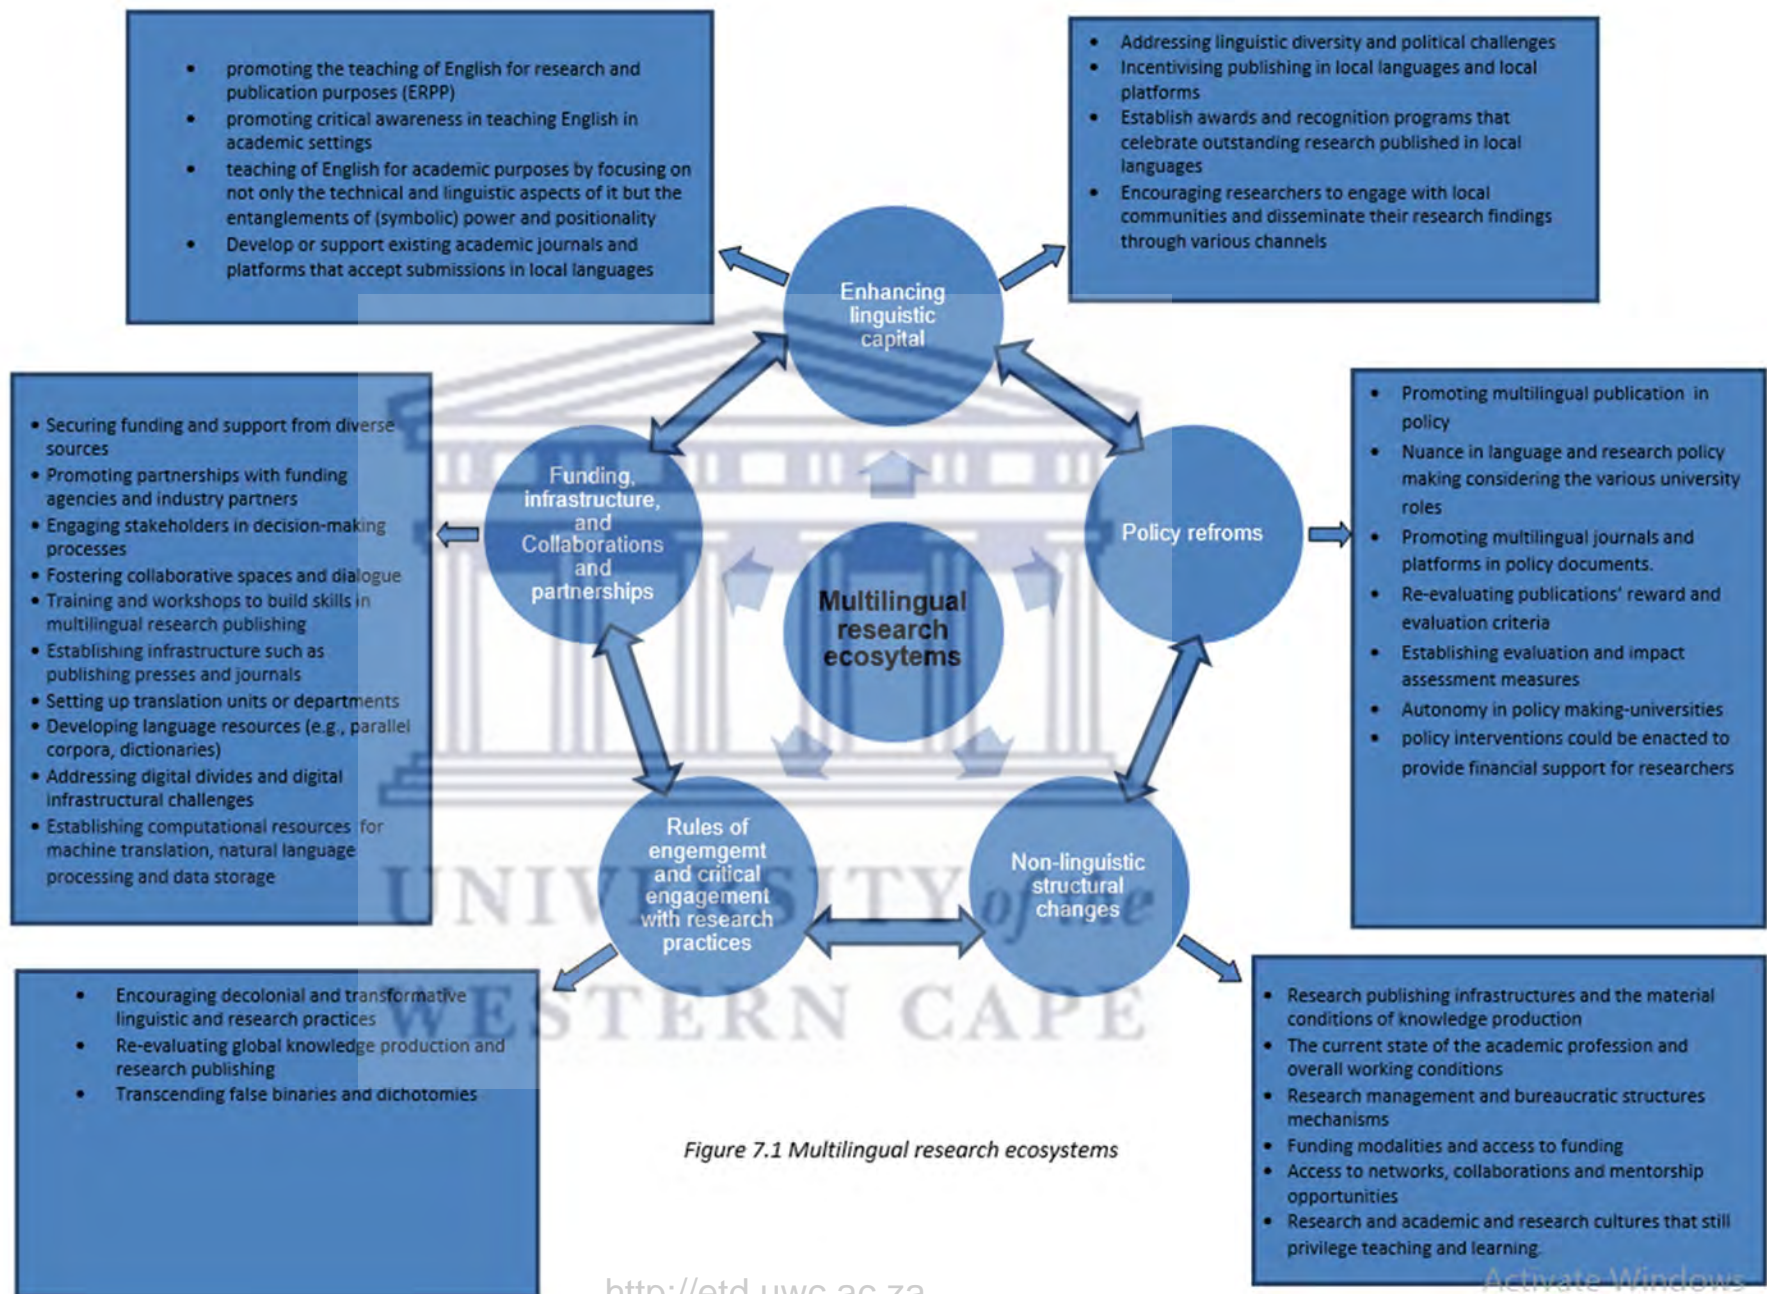 • promoting the teaching of English for research and
publication purposes (ERPP)
• promoting critical awareness in teaching English in
academic settings
• teaching of English for academic purposes by focusing on
not only the technical and linguistic aspects of it but the
entanglements of (symbolic) power and positionality
• Develop or support existing academic journals and
platforms that accept submissions in local languages
• Addressing linguistic diversity and political challenges
• Incentivising publishing in local languages and local
platforms
• Establish awards and recognition programs that
celebrate outstanding research published in local
languages
• Encouraging researchers to engage with local
communities and disseminate their research findings
through various channels
Enhancing
linguistic
capital
• Securing funding and support from diverse
sources
• Promoting partnerships with funding
agencies and industry partners
• Engaging stakeholders in decision-making
processes
• Fostering collaborative spaces and dialogue
• Training and workshops to build skills in
multilingual research publishing
• Establishing infrastructure such as
publishing presses and journals
• Setting up translation units or departments
• Developing language resources (e.g., parallel
corpora, dictionaries)
• Addressing digital divides and digital
infrastructural challenges
• Establishing computational resources for
machine translation, natural language
processing and data storage
Funding,
infrastructure,
and
Collaborations
and
partnerships
Multilingual
research
ecosytems
Policy refroms
• Promoting multilingual publication in
policy
• Nuance in language and research policy
making considering the various university
roles
• Promoting multilingual journals and
platforms in policy documents.
• Re-evaluating publications' reward and
evaluation criteria
• Establishing evaluation and impact
assessment measures
• Autonomy in policy making-universities
• policy interventions could be enacted to
provide financial support for researchers
Rules of
engemgemt
and critical
engagement
with research
practices
Non-linguistic
structural
changes
UNIVERSITY of the
WESTERN CAPE
• Encouraging decolonial and transformative
linguistic and research practices
• Re-evaluating global knowledge production and
research publishing
• Transcending false binaries and dichotomies
• Research publishing infrastructures and the material
conditions of knowledge production
• The current state of the academic profession and
overall working conditions
• Research management and bureaucratic structures
mechanisms
• Funding modalities and access to funding
• Access to networks, collaborations and mentorship
opportunities
• Research and academic and research cultures that still
privilege teaching and learning.
Figure 7.1 Multilingual research ecosystems
http://etd.uwc.ac.za
Activate Windows